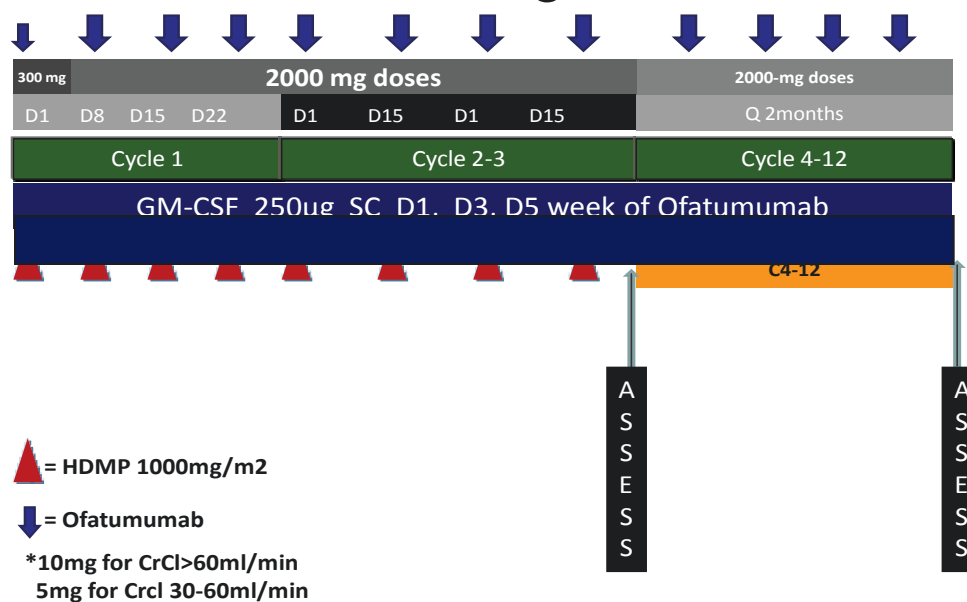 300 mg 2000 mg doses 2000-mg doses
D1 D8 D15 D22 D1 D15 D1 D15 Q 2months
Cycle 1 Cycle 2-3 Cycle 4-12
GM-CSF 250µg SC D1, D3, D5 week of Ofatumumab
C4-12
A S S E S S
A S S E S S
= HDMP 1000mg/m2
= Ofatumumab
*10mg for CrCl>60ml/min
5mg for Crcl 30-60ml/min